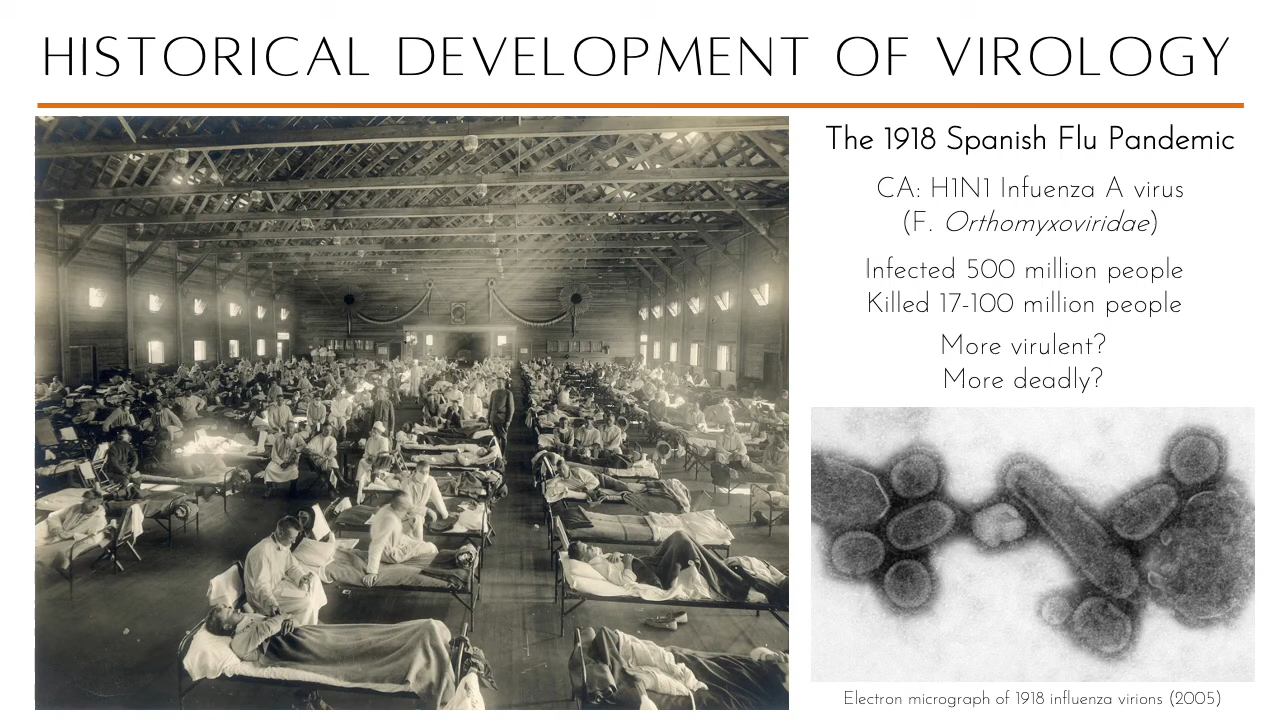 HISTORICAL DEVELOPMENT OF VIROLOGY
The 1918 Spanish Flu Pandemic
CA: H1N1 Infuenza A virus
(F. Orthomyxoviridae)
Infected 500 million people
Killed 17-100 million people
More virulent?
More deadly?
Electron micrograph of 1918 influenza virions (2005)